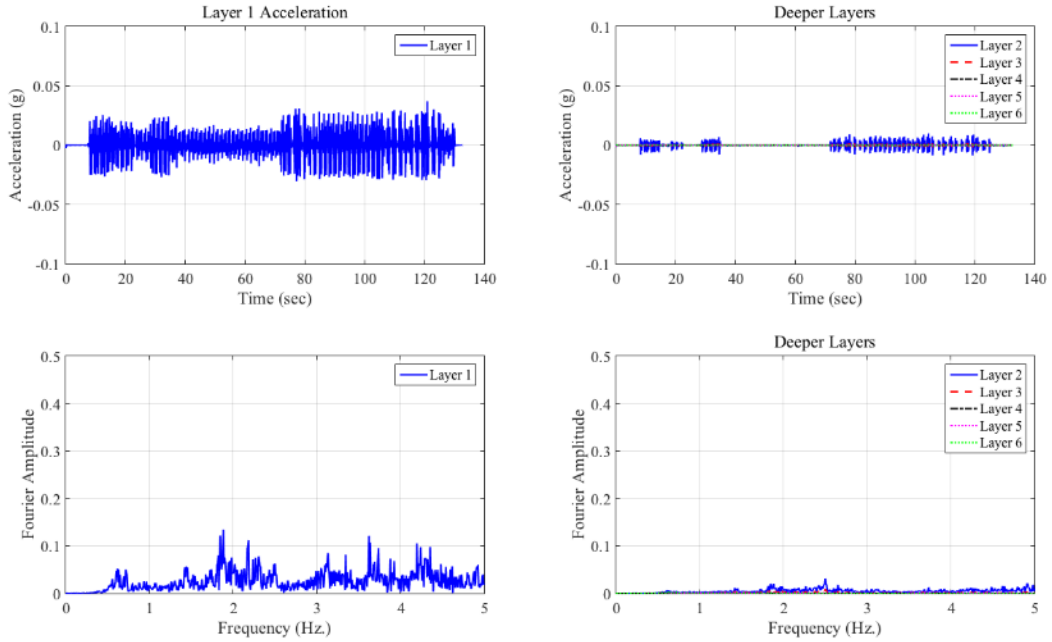 Layer 1 Acceleration
0.1
0.05
0
-0.05
-0.1
Acceleration (g)
Layer 1
0 20 40 60 80 100 120 140
Time (sec)
Deeper Layers
0.1
0.05
0
-0.05
-0.1
Acceleration (g)
Layer 2
Layer 3
Layer 4
Layer 5
Layer 6
0 20 40 60 80 100 120 140
Time (sec)
0.5
0.4
0.3
0.2
0.1
0
Fourier Amplitude
Layer 1
0 1 2 3 4 5
Frequency (Hz.)
Deeper Layers
0.5
0.4
0.3
0.2
0.1
0
Fourier Amplitude
Layer 2
Layer 3
Layer 4
Layer 5
Layer 6
0 1 2 3 4 5
Frequency (Hz.)